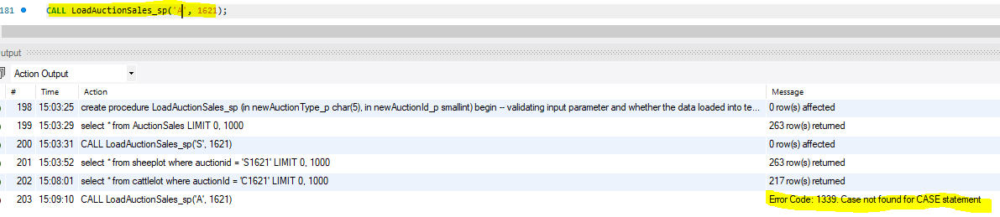 181 CALL LoadAuctionSales_sp('A', 1621);
utput
Action Output
# Time Action Message
198 15:03:25 create procedure LoadAuctionSales_sp (in newAuctionType_p char(5), in newAuctionId_p smallint) begin -- validating input parameter and whether the data loaded into te... 0 row(s) affected
199 15:03:29 select * from AuctionSales LIMIT 0, 1000 263 row(s) returned
200 15:03:31 CALL LoadAuctionSales_sp('S', 1621) 0 row(s) affected
201 15:03:52 select * from sheeplot where auctionid = 'S1621' LIMIT 0, 1000 263 row(s) returned
202 15:08:01 select * from cattlelot where auctionId = 'C1621' LIMIT 0, 1000 217 row(s) returned
203 15:09:10 CALL LoadAuctionSales_sp('A', 1621) Error Code: 1339. Case not found for CASE statement